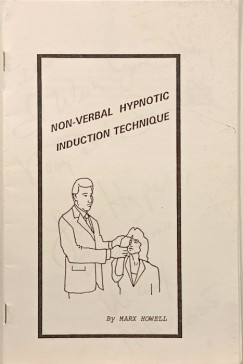 NON-VERBAL HYPNOTIC
INDUCTION TECHNIQUE
By MARX HOWELL